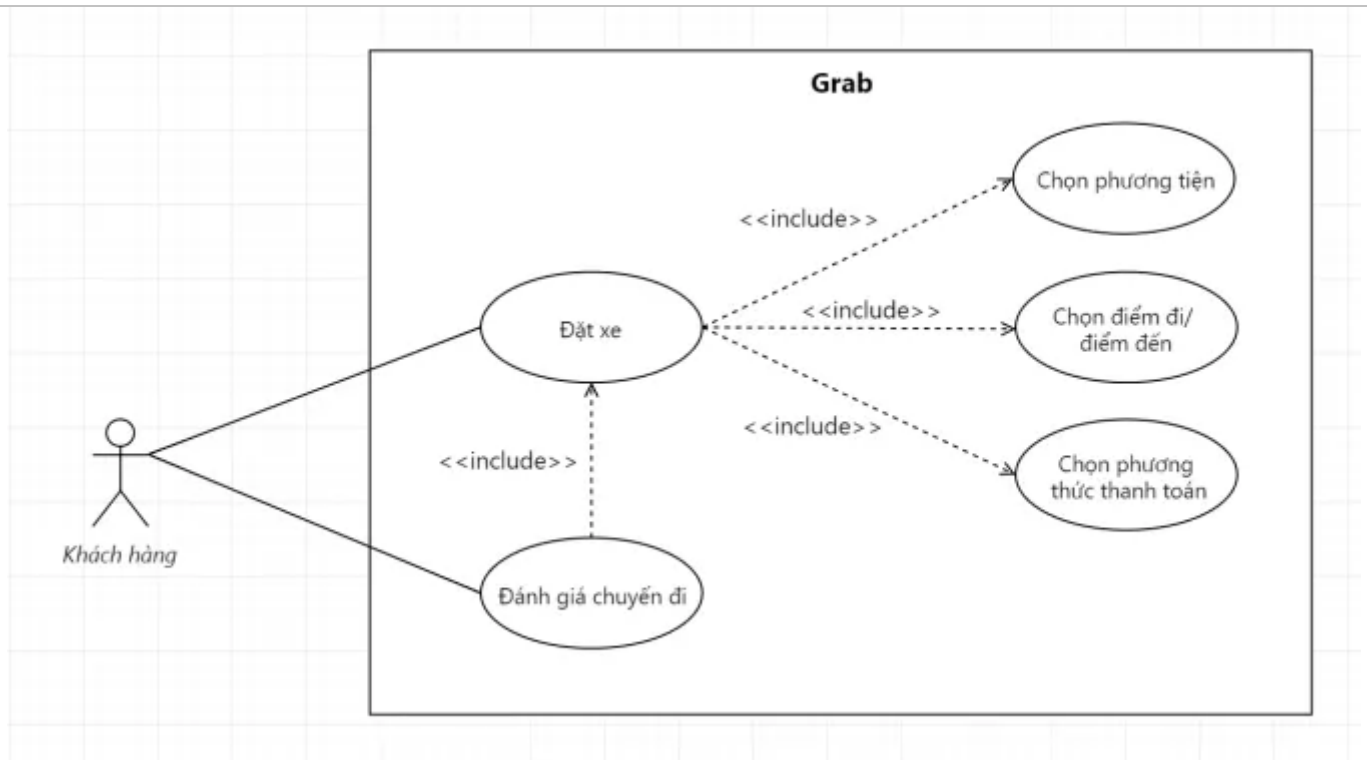 Grab
Chọn phương tiện
<<include>>
Đặt xe
<<include>>
Chọn điểm đi/
điểm đến
<<include>>
<<include>>
Chọn phương
thức thanh toán
Khách hàng
Đánh giá chuyến đi